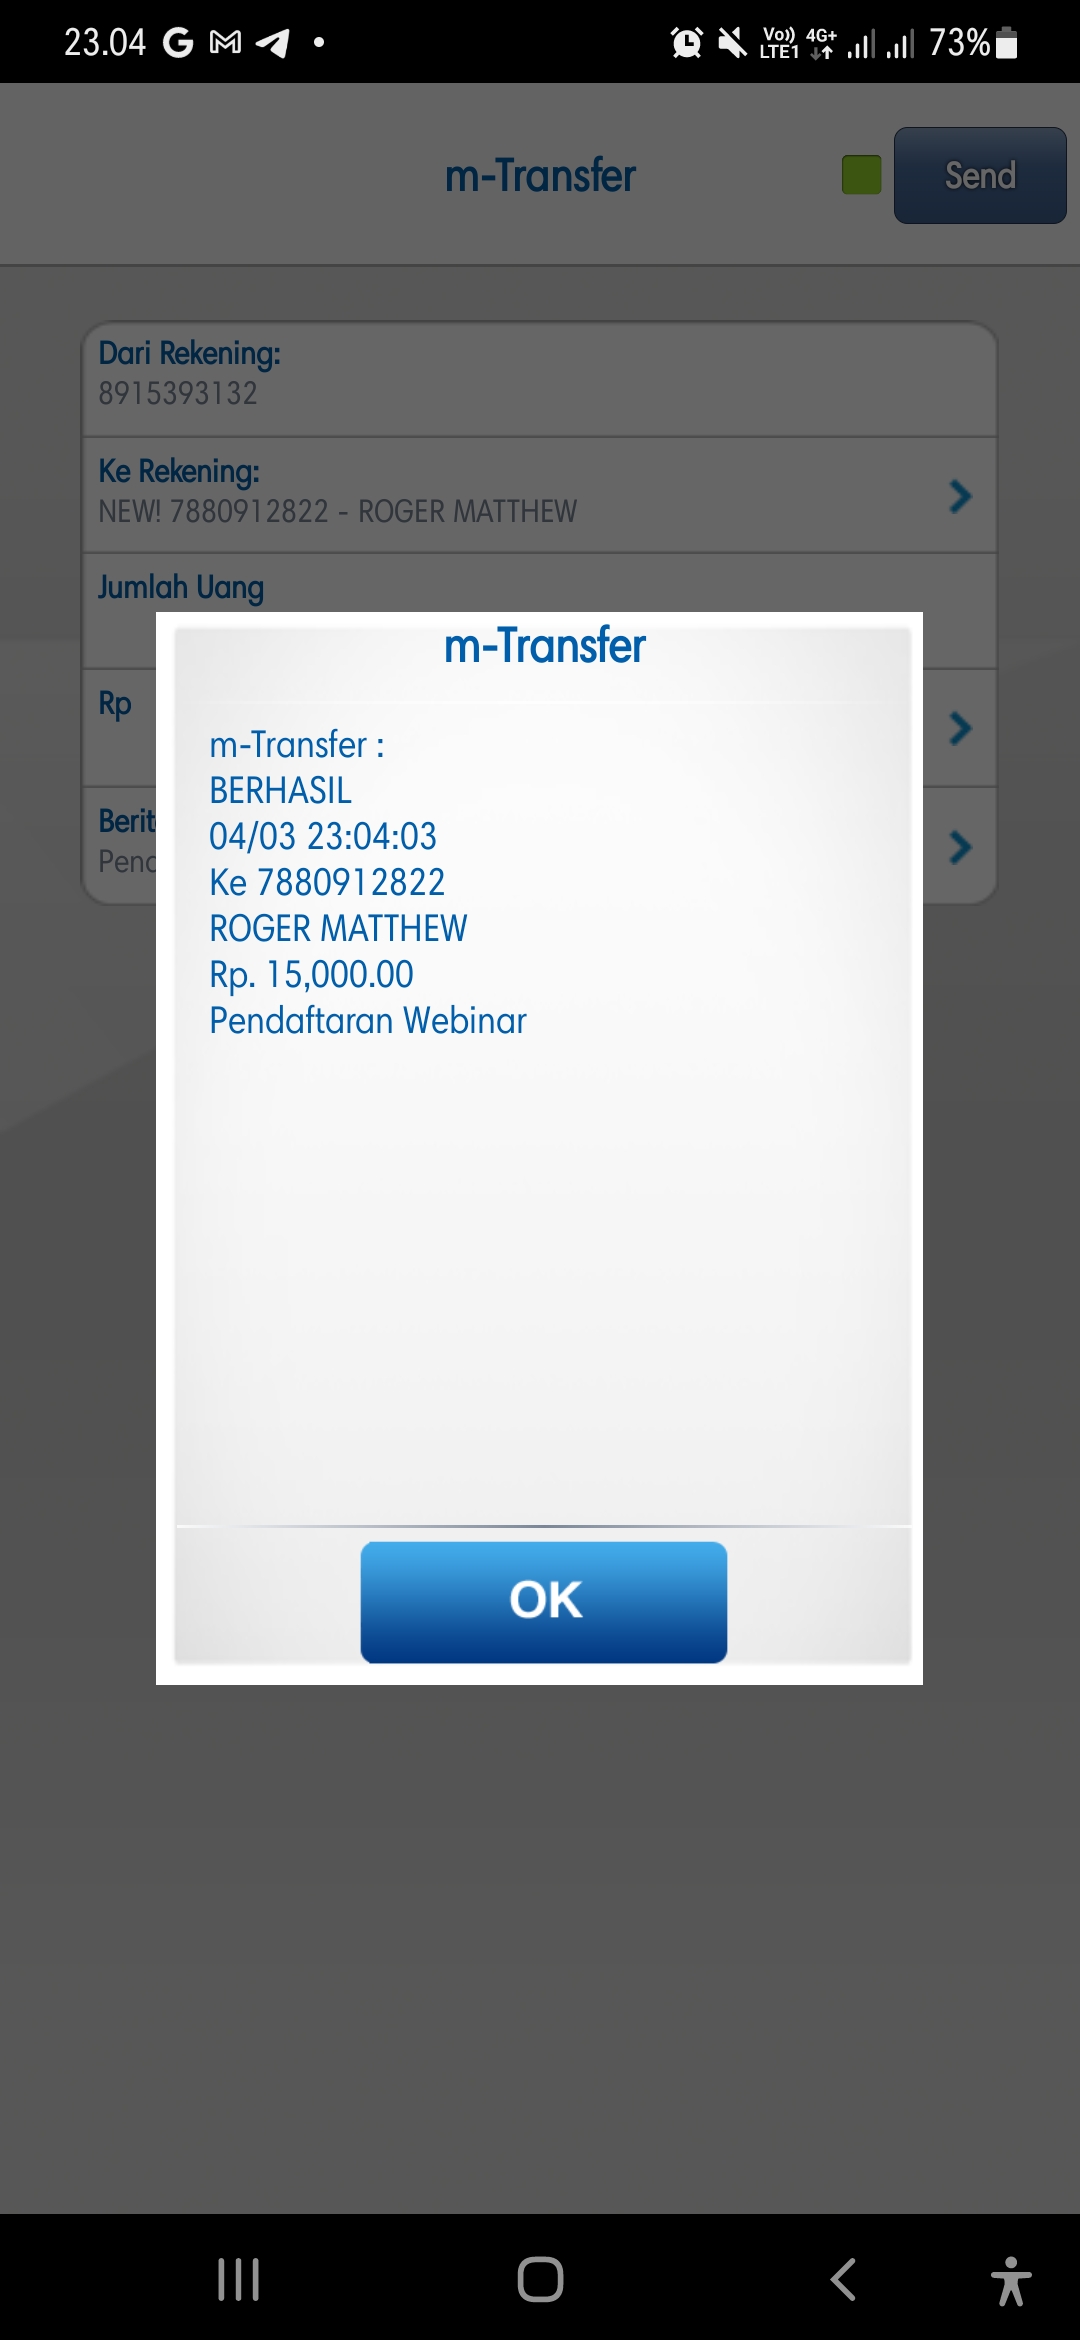 23.04
Vo)) 4G+
LTE1
73%
m-Transfer
Send
Dari Rekening:
8915393132
Ke Rekening:
NEW! 7880912822 - ROGER MATTHEW
Jumlah Uang
Rp
Berit
Pend
m-Transfer
m-Transfer :
BERHASIL
04/03 23:04:03
Ke 7880912822
ROGER MATTHEW
Rp. 15,000.00
Pendaftaran Webinar
OK